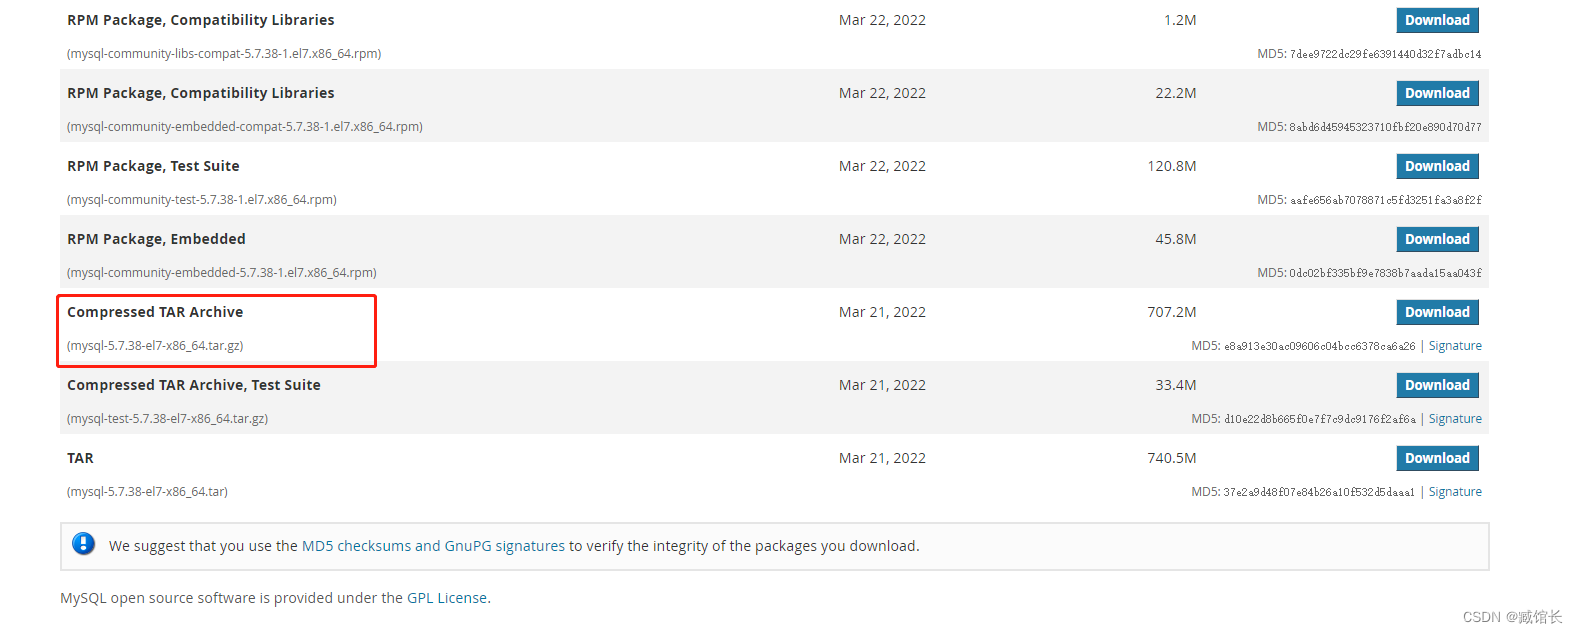 RPM Package, Compatibility Libraries Mar 22, 2022 1.2M Download
(mysql-community-libs-compat-5.7.38-1.el7.x86_64.rpm) MD5: 7dee9722dc29fe6391440d32f7adbc14
RPM Package, Compatibility Libraries Mar 22, 2022 22.2M Download
(mysql-community-embedded-compat-5.7.38-1.el7.x86_64.rpm) MD5: 8abd6d45945323710fbf20e890d70d77
RPM Package, Test Suite Mar 22, 2022 120.8M Download
(mysql-community-test-5.7.38-1.el7.x86_64.rpm) MD5: aafe656ab7078871c5fd3251fa3a8f2f
RPM Package, Embedded Mar 22, 2022 45.8M Download
(mysql-community-embedded-5.7.38-1.el7.x86_64.rpm) MD5: 0dc02bf335bf9e7838b7aada15aa043f
Compressed TAR Archive Mar 21, 2022 707.2M Download
(mysql-5.7.38-el7-x86_64.tar.gz) MD5: e8a913e30ac09606c04bcc6378ca6a26 | Signature
Compressed TAR Archive, Test Suite Mar 21, 2022 33.4M Download
(mysql-test-5.7.38-el7-x86_64.tar.gz) MD5: d10e22d8b665f0e7f7c9dc9176f2af6a | Signature
TAR Mar 21, 2022 740.5M Download
(mysql-5.7.38-el7-x86_64.tar) MD5: 37e2a9d48f07e84b26a10f532d5daaa1 | Signature
We suggest that you use the MD5 checksums and GnuPG signatures to verify the integrity of the packages you download.
MySQL open source software is provided under the GPL License.
CSDN @臧馆长